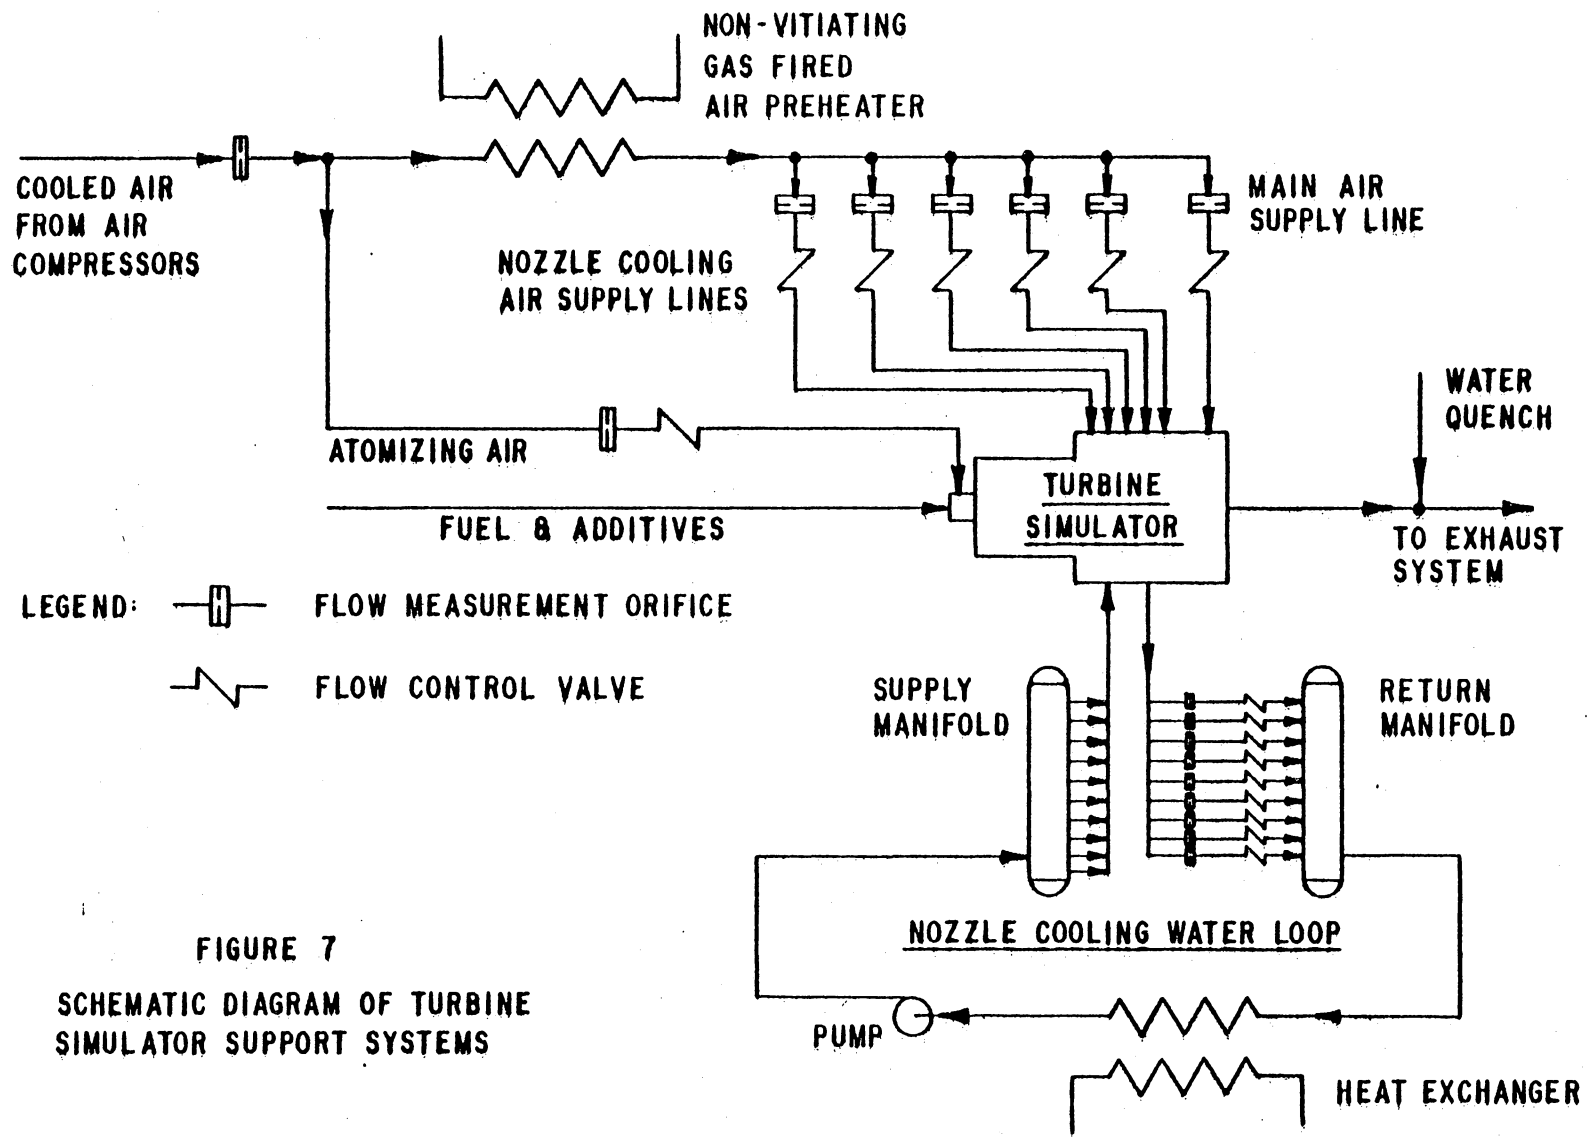 NON-VITIATING
GAS FIRED
AIR PREHEATER
COOLED AIR
FROM AIR
COMPRESSORS
MAIN AIR
SUPPLY LINE
NOZZLE COOLING
AIR SUPPLY LINES
WATER
QUENCH
ATOMIZING AIR
TURBINE
SIMULATOR
FUEL & ADDITIVES
TO EXHAUST
SYSTEM
LEGEND:
FLOW MEASUREMENT ORIFICE
FLOW CONTROL VALVE
SUPPLY
MANIFOLD
RETURN
MANIFOLD
NOZZLE COOLING WATER LOOP
FIGURE 7
SCHEMATIC DIAGRAM OF TURBINE
SIMULATOR SUPPORT SYSTEMS
PUMP
HEAT EXCHANGER